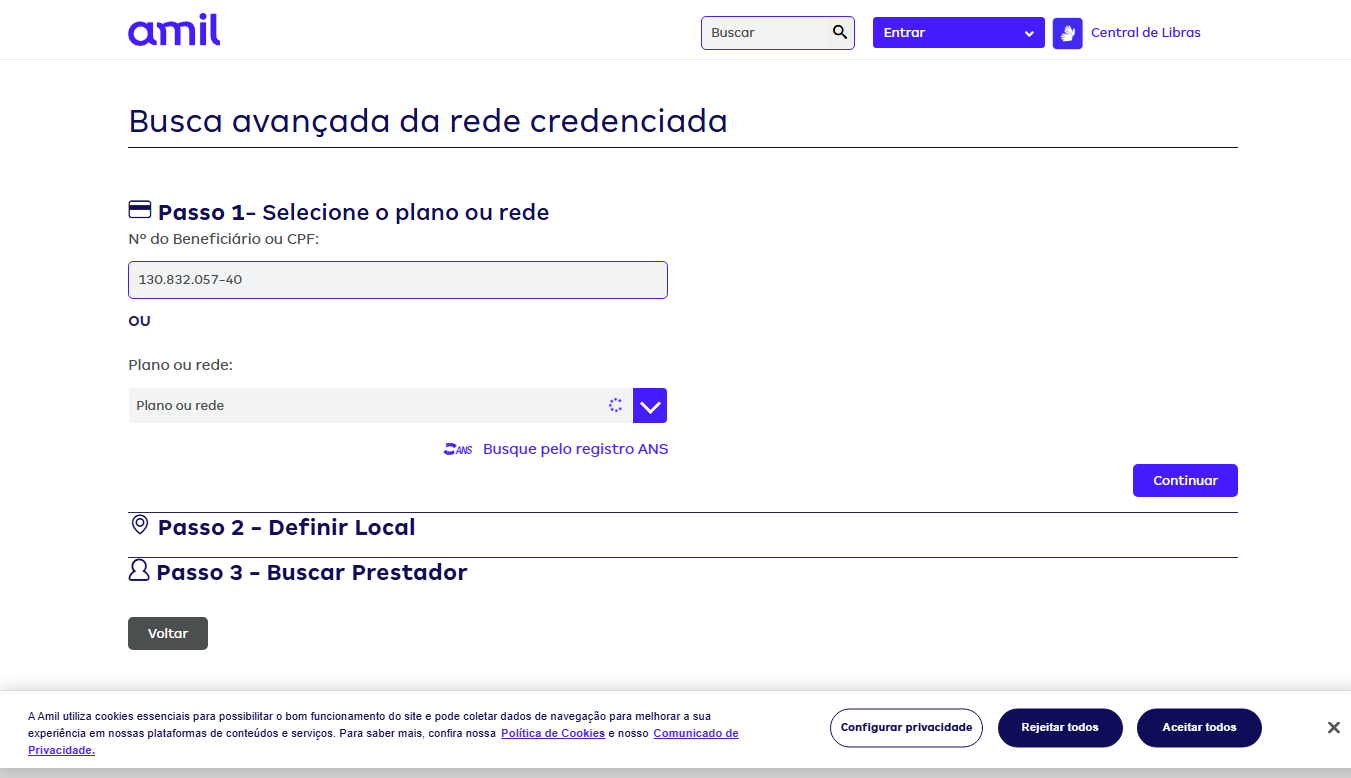 amil
Buscar
Entrar
Central de Libras
Busca avançada da rede credenciada
Passo 1- Selecione o plano ou rede
Nº do Beneficiário ou CPF:
130.832.057-40
OU
Plano ou rede:
Plano ou rede
ANS Busque pelo registro ANS
Continuar
Passo 2 - Definir Local
Passo 3 - Buscar Prestador
Voltar
A Amil utiliza cookies essenciais para possibilitar o bom funcionamento do site e pode coletar dados de navegação para melhorar a sua
experiência em nossas plataformas de conteúdos e serviços. Para saber mais, confira nossa Política de Cookies e nosso Comunicado de
Privacidade.
Configurar privacidade
Rejeitar todos
Aceitar todos